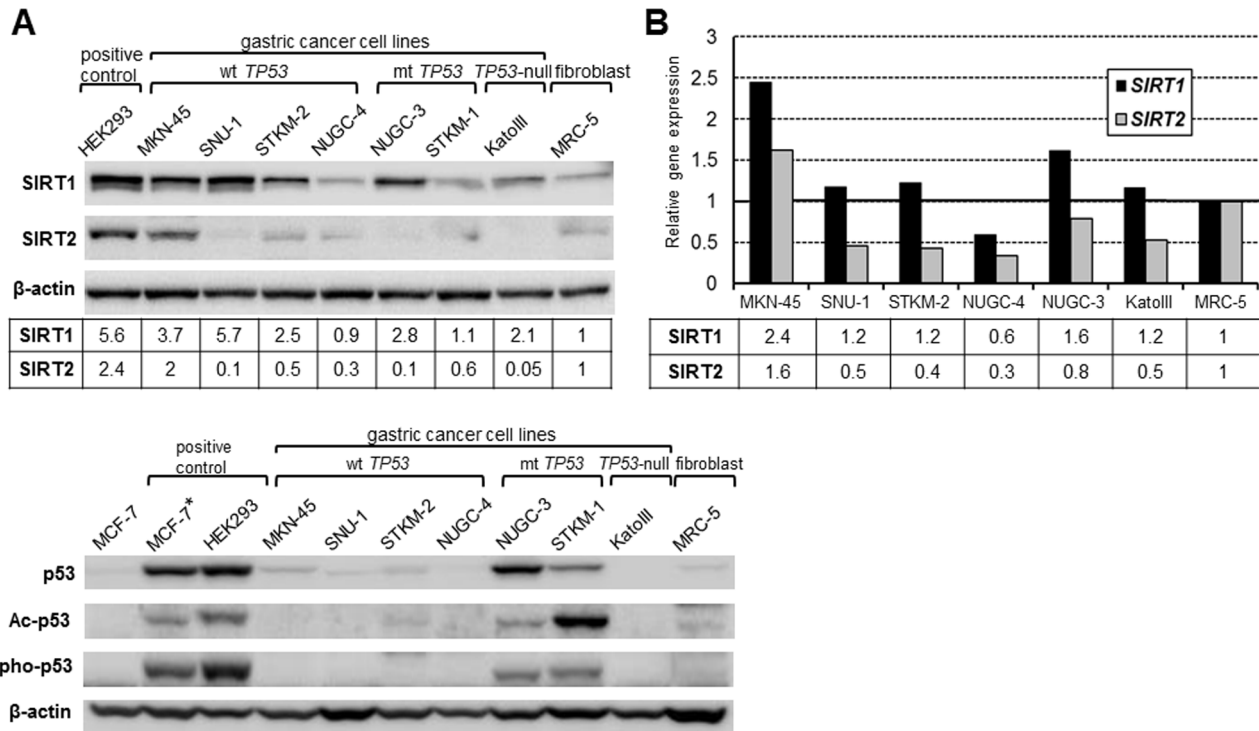 A
gastric cancer cell lines
positive control
wt TP53
mt TP53
TP53-null
fibroblast
HEK293
MKN-45
SNU-1
STKM-2
NUGC-4
NUGC-3
STKM-1
KatoIII
MRC-5
SIRT1
SIRT2
β-actin
SIRT1 5.6 3.7 5.7 2.5 0.9 2.8 1.1 2.1 1
SIRT2 2.4 2 0.1 0.5 0.3 0.1 0.6 0.05 1
B
Relative gene expression
3
2.5
2
1.5
1
0.5
0
SIRT1
SIRT2
MKN-45 SNU-1 STKM-2 NUGC-4 NUGC-3 KatoIII MRC-5
SIRT1 2.4 1.2 1.2 0.6 1.6 1.2 1
SIRT2 1.6 0.5 0.4 0.3 0.8 0.5 1
gastric cancer cell lines
positive
control
wt TP53
mt TP53
TP53-null
fibroblast
MCF-7
MCF-7*
HEK293
MKN-45
SNU-1
STKM-2
NUGC-4
NUGC-3
STKM-1
KatoIII
MRC-5
p53
Ac-p53
pho-p53
β-actin